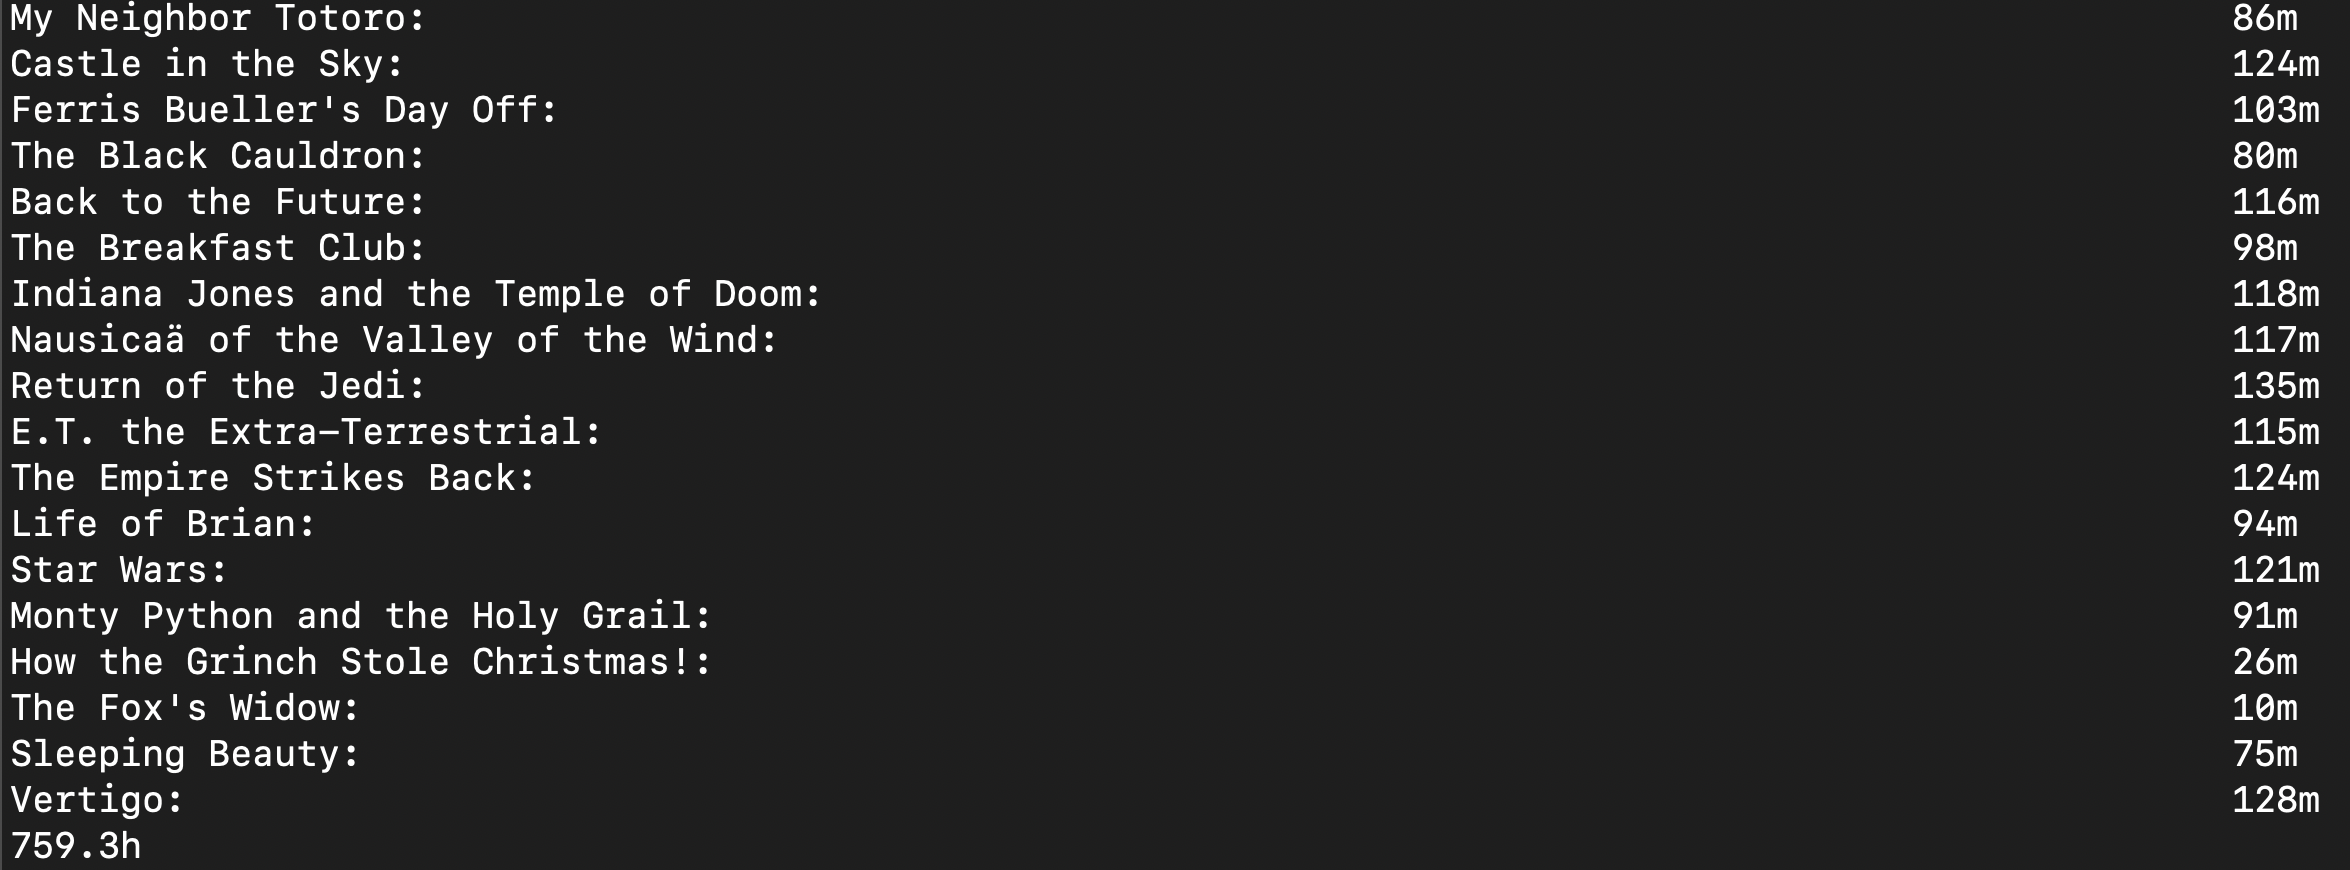 My Neighbor Totoro: 86m
Castle in the Sky: 124m
Ferris Bueller's Day Off: 103m
The Black Cauldron: 80m
Back to the Future: 116m
The Breakfast Club: 98m
Indiana Jones and the Temple of Doom: 118m
Nausicaä of the Valley of the Wind: 117m
Return of the Jedi: 135m
E.T. the Extra-Terrestrial: 115m
The Empire Strikes Back: 124m
Life of Brian: 94m
Star Wars: 121m
Monty Python and the Holy Grail: 91m
How the Grinch Stole Christmas!: 26m
The Fox's Widow: 10m
Sleeping Beauty: 75m
Vertigo: 128m
759.3h